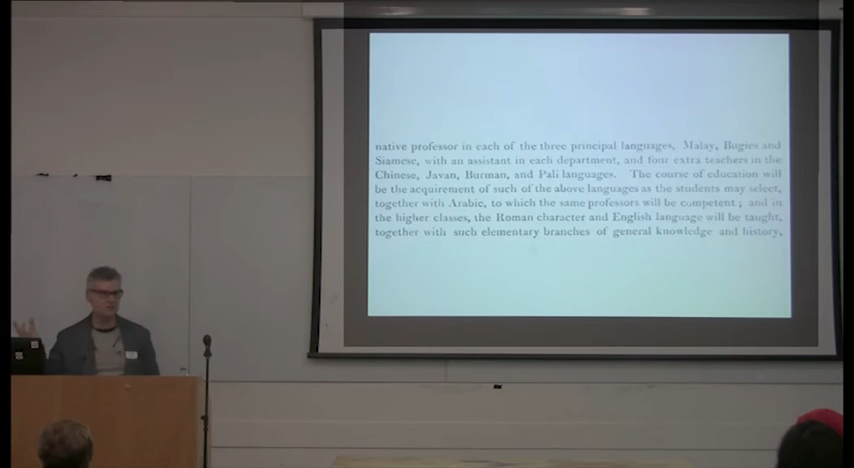 native professor in each of the three principal languages, Malay, Bugies and
Siamese, with an assistant in each department, and four extra teachers in the
Chinese, Javan, Burman, and Pali languages. The course of education will
be the acquirement of such of the above languages as the students may select,
together with Arabic, to which the same professors will be competent ; and in
the higher classes, the Roman character and English language will be taught,
together with such elementary branches of general knowledge and history,